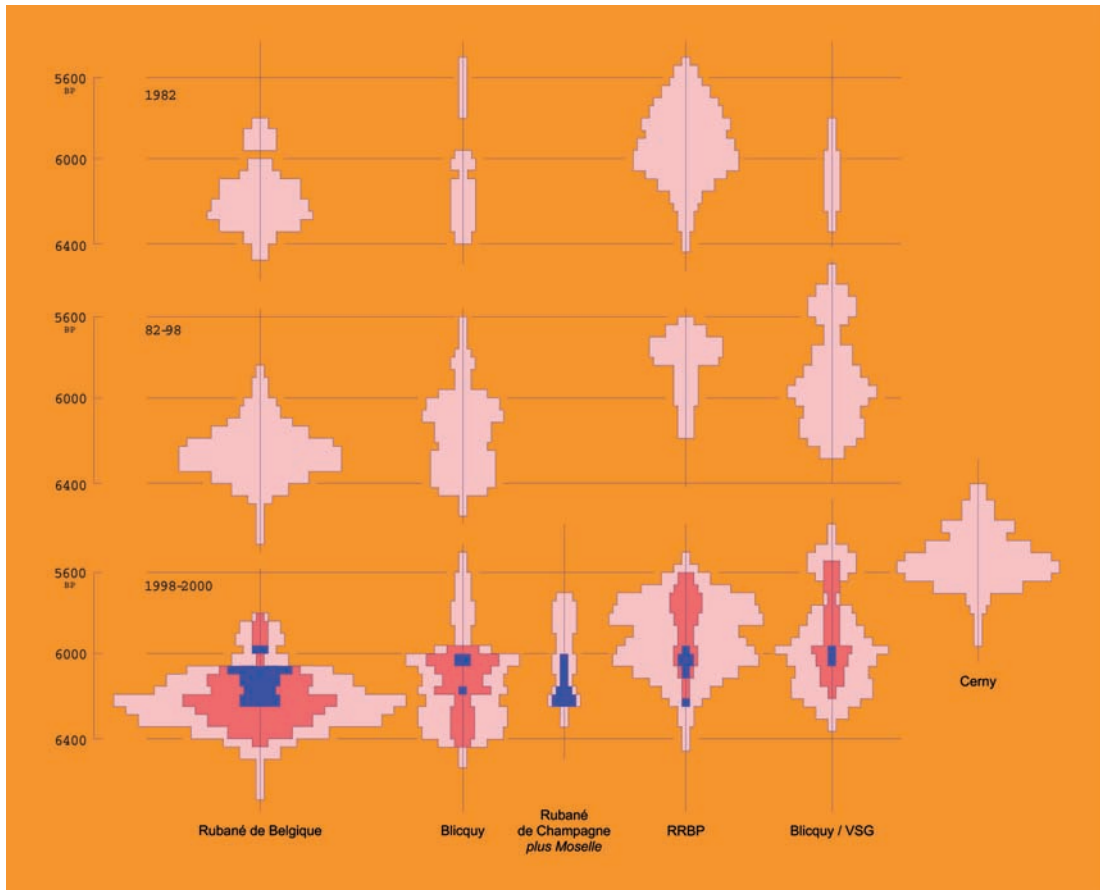 5600
BP
1982
6000
6400
5600
BP
82-98
6000
6400
5600
BP
1998-2000
6000
6400
Cerny
Rubané de Belgique
Blicquy
Rubané
de Champagne
plus Moselle
RRBP
Blicquy / VSG